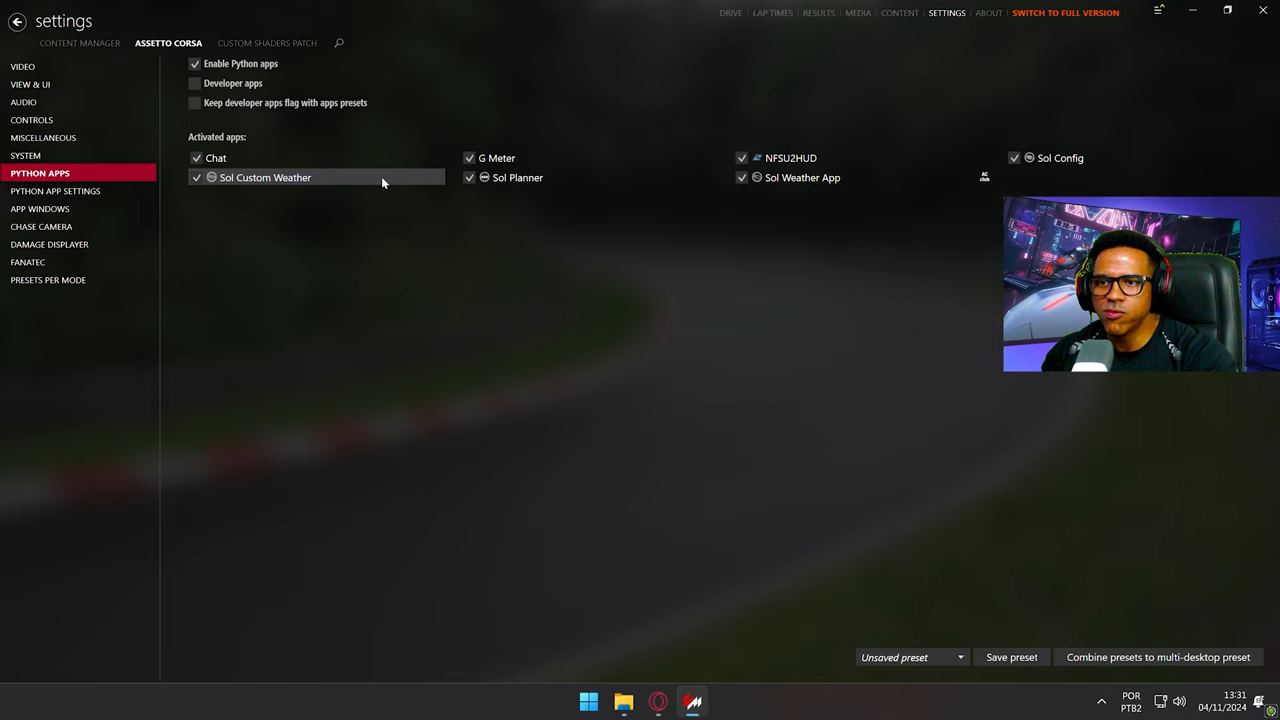 settings
DRIVE LAP TIMES RESULTS MEDIA CONTENT SETTINGS ABOUT SWITCH TO FULL VERSION
CONTENT MANAGER ASSETTO CORSA CUSTOM SHADERS PATCH
VIDEO
VIEW & UI
AUDIO
CONTROLS
MISCELLANEOUS
SYSTEM
PYTHON APPS
PYTHON APP SETTINGS
APP WINDOWS
CHASE CAMERA
DAMAGE DISPLAYER
FANATEC
PRESETS PER MODE
Enable Python apps
Developer apps
Keep developer apps flag with apps presets
Activated apps:
Chat G Meter NFSU2HUD Sol Config
Sol Custom Weather Sol Planner Sol Weather App AC club
Unsaved preset Save preset Combine presets to multi-desktop preset
POR 13:31
PTB2 04/11/2024